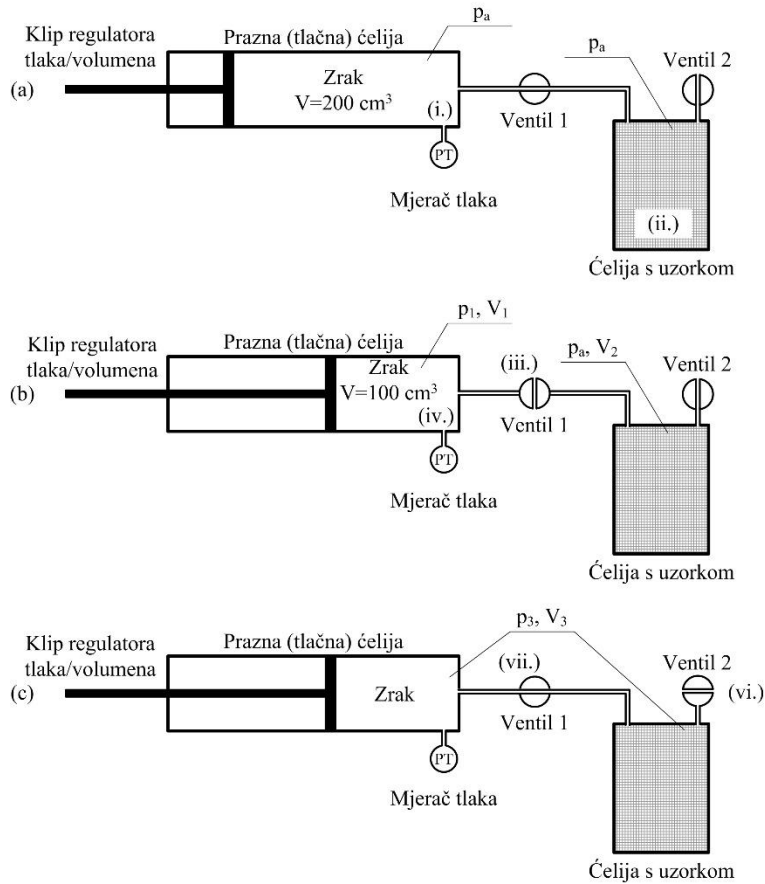 Klip regulatora
tlaka/volumena
Prazna (tlačna) ćelija
pₐ
Zrak
V=200 cm³
(i.)
(a)
PT
Mjerač tlaka
Ventil 1
pₐ
Ventil 2
(ii.)
Ćelija s uzorkom
Klip regulatora
tlaka/volumena
Prazna (tlačna) ćelija
p₁, V₁
Zrak
V=100 cm³
(iv.)
(b)
PT
Mjerač tlaka
(iii.)
Ventil 1
pₐ, V₂
Ventil 2
Ćelija s uzorkom
Klip regulatora
tlaka/volumena
Prazna (tlačna) ćelija
p₃, V₃
Zrak
(c)
PT
Mjerač tlaka
(vii.)
Ventil 1
Ventil 2
(vi.)
Ćelija s uzorkom